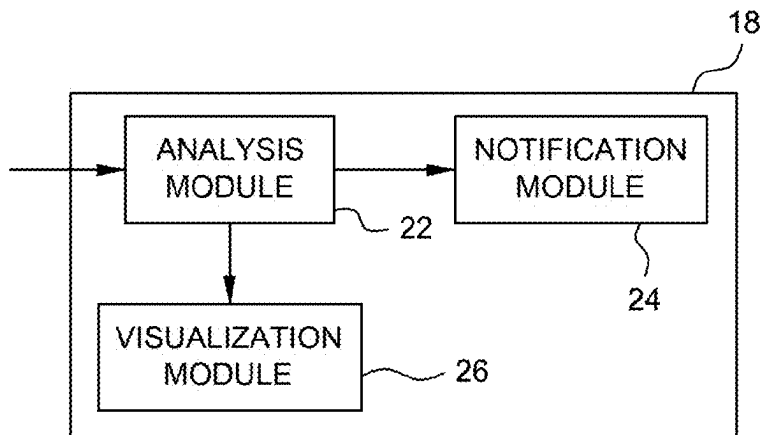 18
ANALYSIS
MODULE
22
NOTIFICATION
MODULE
24
VISUALIZATION
MODULE
26